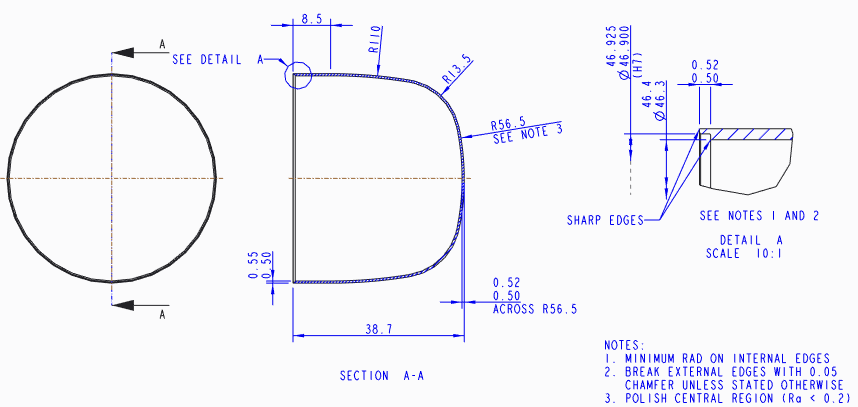 A
SEE DETAIL A
A
8.5
R110
R13.5
R56.5
SEE NOTE 3
0.55
0.50
0.52
0.50
ACROSS R56.5
38.7
SECTION A-A
46.925
Ø46.900
(H7)
46.4
Ø46.3
0.52
0.50
SHARP EDGES
SEE NOTES 1 AND 2
DETAIL A
SCALE 10:1
NOTES:
1. MINIMUM RAD ON INTERNAL EDGES
2. BREAK EXTERNAL EDGES WITH 0.05
CHAMFER UNLESS STATED OTHERWISE
3. POLISH CENTRAL REGION (Ra < 0.2)